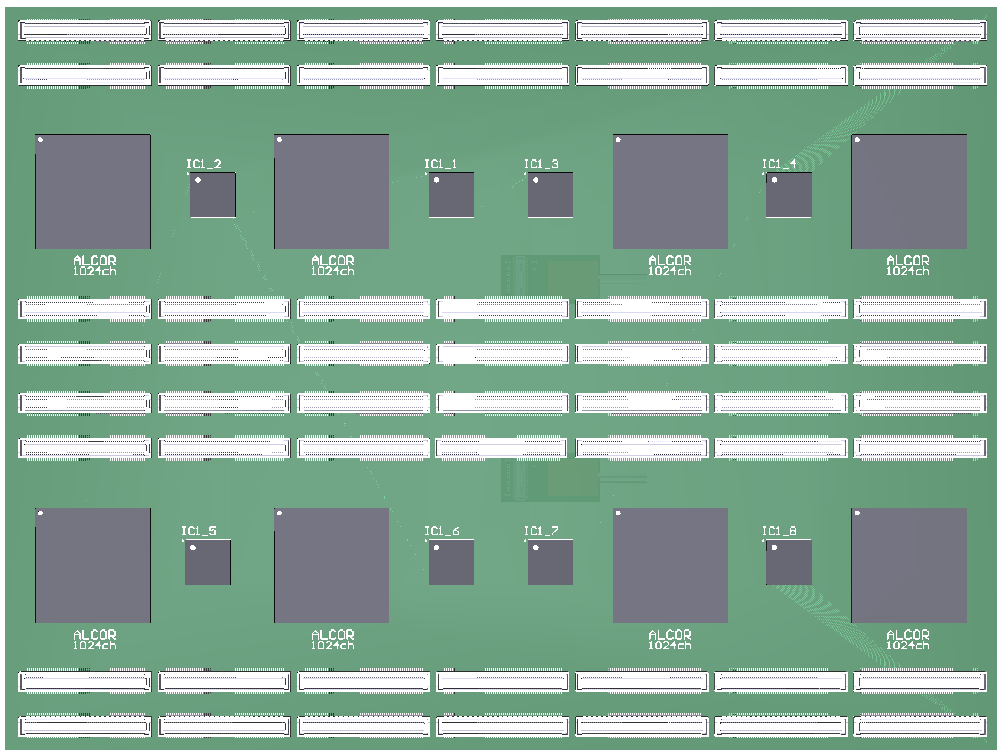 IC1_2
IC1_1
IC1_3
IC1_4
ALCOR
1024ch
ALCOR
1024ch
ALCOR
1024ch
ALCOR
1024ch
IC1_5
IC1_6
IC1_7
IC1_8
ALCOR
1024ch
ALCOR
1024ch
ALCOR
1024ch
ALCOR
1024ch